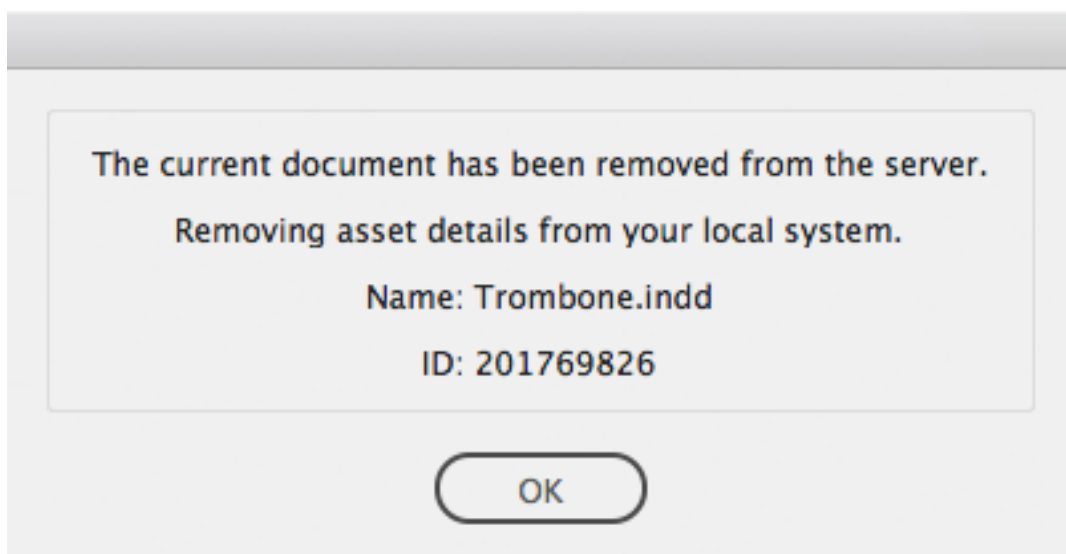 The current document has been removed from the server.
Removing asset details from your local system.
Name: Trombone.indd
ID: 201769826
OK